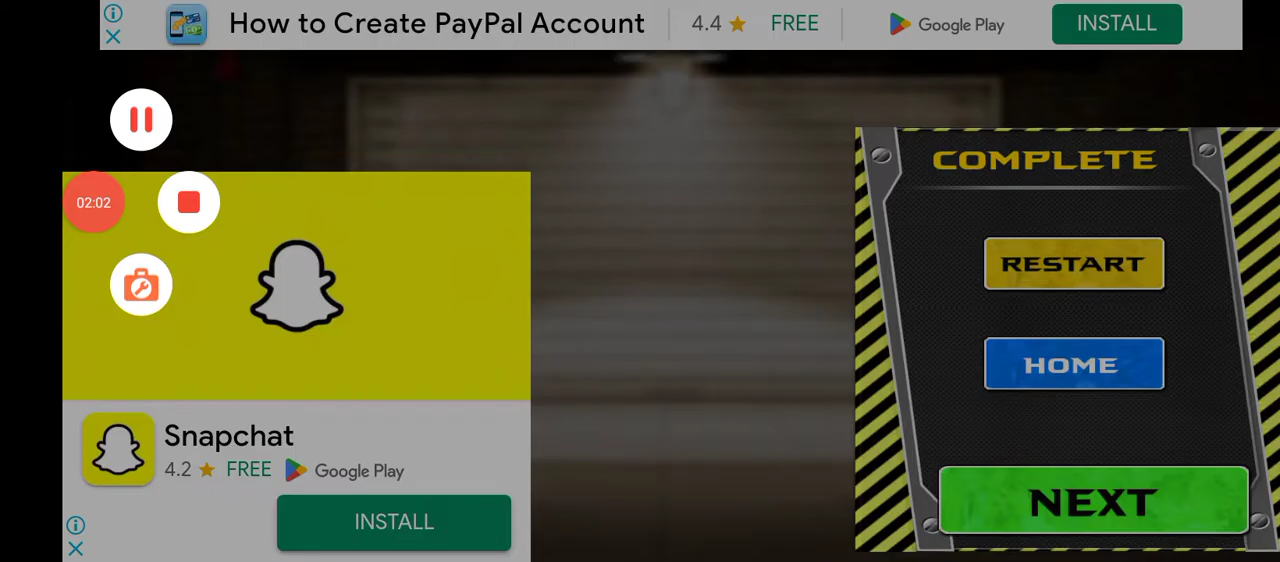 How to Create PayPal Account
4.4 FREE
Google Play
INSTALL
COMPLETE
02:02
RESTART
HOME
Snapchat
4.2 FREE Google Play
INSTALL
NEXT